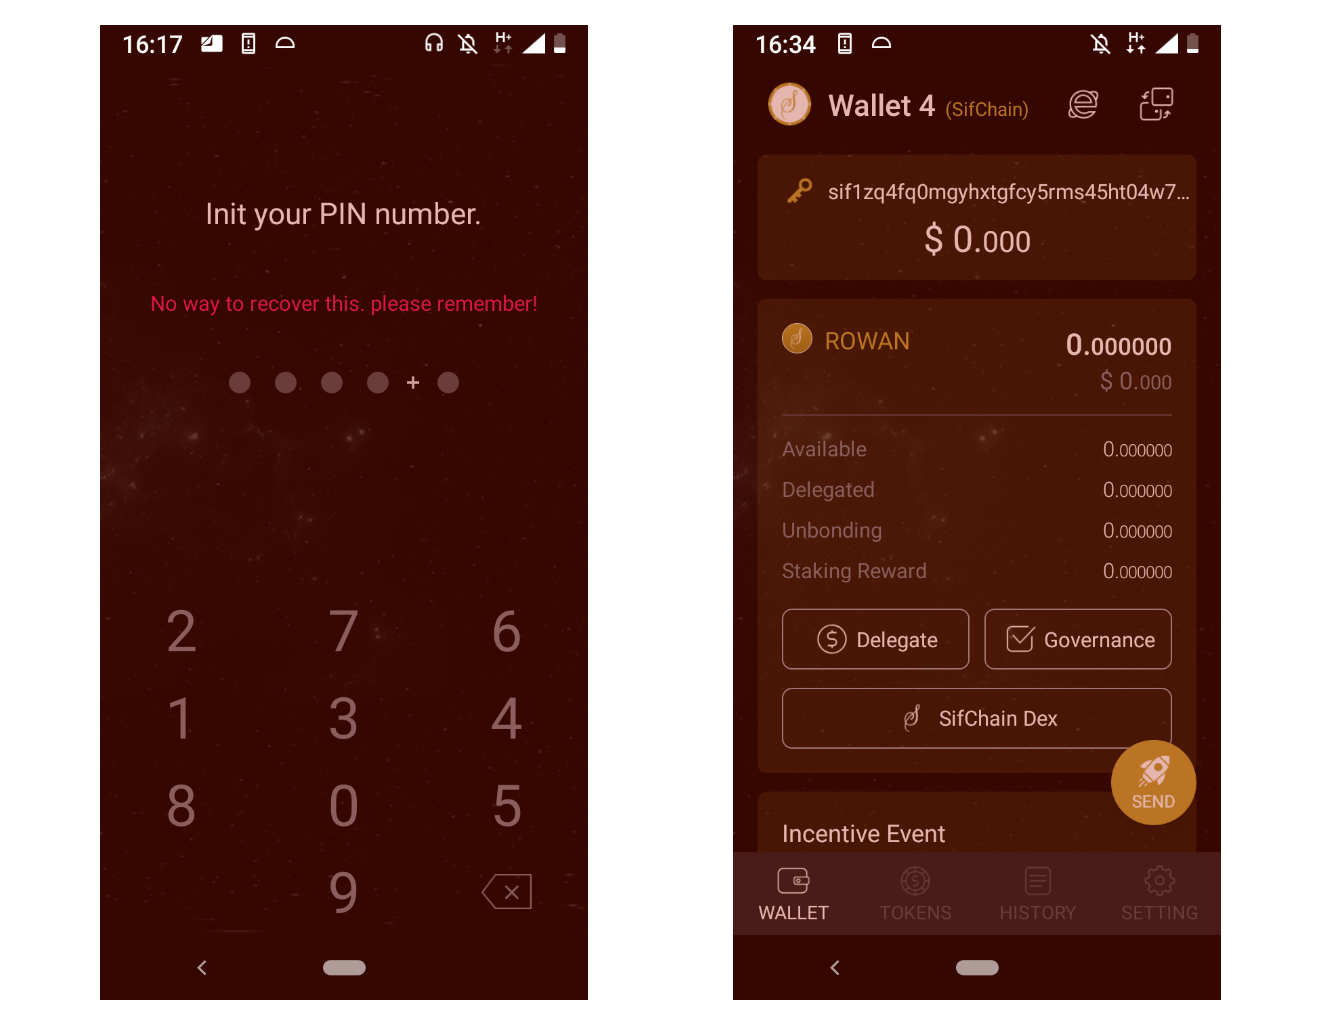 16:17
H+
Init your PIN number.
No way to recover this. please remember!
+
2 7 6
1 3 4
8 0 5
9
16:34
H+
Wallet 4 (SifChain)
sif1zq4fq0mgyhxtgfcy5rms45ht04w7...
$ 0.000
ROWAN 0.000000
$ 0.000
Available 0.000000
Delegated 0.000000
Unbonding 0.000000
Staking Reward 0.000000
Delegate Governance
SifChain Dex
SEND
Incentive Event
WALLET TOKENS HISTORY SETTING